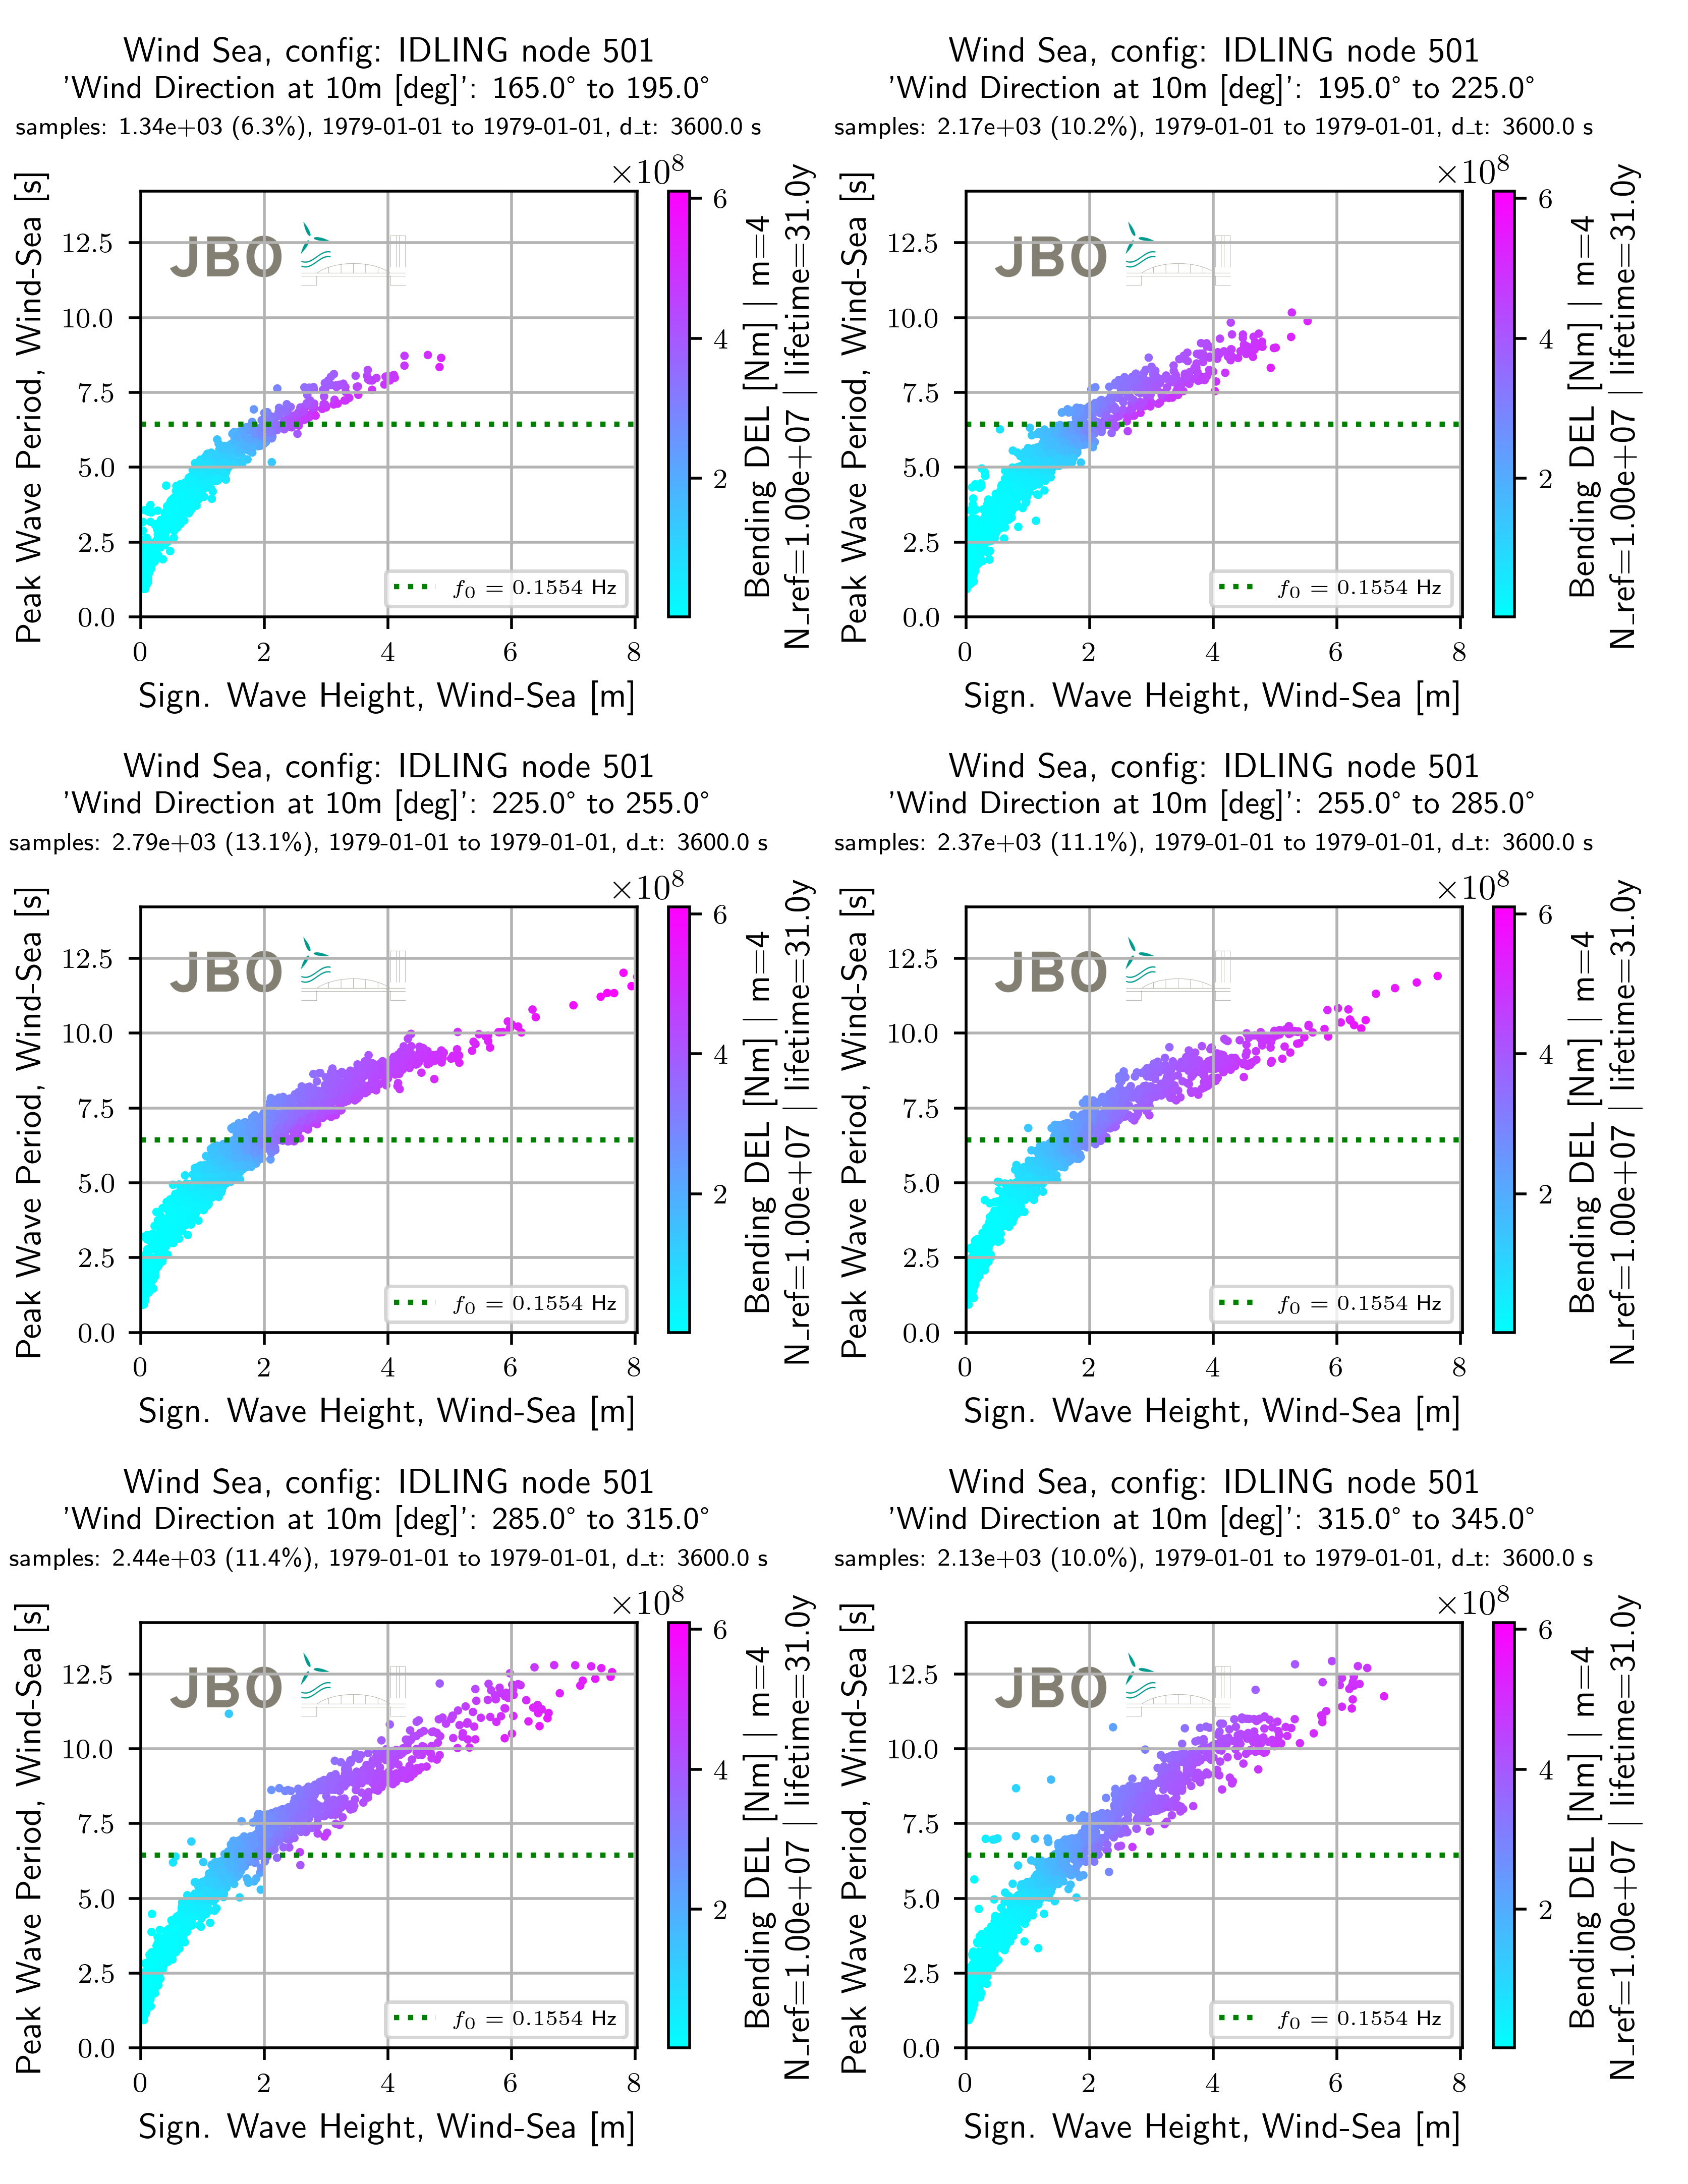 Wind Sea, config: IDLING node 501
'Wind Direction at 10m [deg]': 165.0° to 195.0°
samples: 1.34e+03 (6.3%), 1979-01-01 to 1979-01-01, d_t: 3600.0 s
×10⁸
Peak Wave Period, Wind-Sea [s]
12.5
10.0
7.5
5.0
2.5
0.0
JBO
f₀ = 0.1554 Hz
0 2 4 6 8
Sign. Wave Height, Wind-Sea [m]
6
4
2
Bending DEL [Nm] | m=4
N_ref=1.00e+07 | lifetime=31.0y
Wind Sea, config: IDLING node 501
'Wind Direction at 10m [deg]': 195.0° to 225.0°
samples: 2.17e+03 (10.2%), 1979-01-01 to 1979-01-01, d_t: 3600.0 s
×10⁸
Peak Wave Period, Wind-Sea [s]
12.5
10.0
7.5
5.0
2.5
0.0
JBO
f₀ = 0.1554 Hz
0 2 4 6 8
Sign. Wave Height, Wind-Sea [m]
6
4
2
Bending DEL [Nm] | m=4
N_ref=1.00e+07 | lifetime=31.0y
Wind Sea, config: IDLING node 501
'Wind Direction at 10m [deg]': 225.0° to 255.0°
samples: 2.79e+03 (13.1%), 1979-01-01 to 1979-01-01, d_t: 3600.0 s
×10⁸
Peak Wave Period, Wind-Sea [s]
12.5
10.0
7.5
5.0
2.5
0.0
JBO
f₀ = 0.1554 Hz
0 2 4 6 8
Sign. Wave Height, Wind-Sea [m]
6
4
2
Bending DEL [Nm] | m=4
N_ref=1.00e+07 | lifetime=31.0y
Wind Sea, config: IDLING node 501
'Wind Direction at 10m [deg]': 255.0° to 285.0°
samples: 2.37e+03 (11.1%), 1979-01-01 to 1979-01-01, d_t: 3600.0 s
×10⁸
Peak Wave Period, Wind-Sea [s]
12.5
10.0
7.5
5.0
2.5
0.0
JBO
f₀ = 0.1554 Hz
0 2 4 6 8
Sign. Wave Height, Wind-Sea [m]
6
4
2
Bending DEL [Nm] | m=4
N_ref=1.00e+07 | lifetime=31.0y
Wind Sea, config: IDLING node 501
'Wind Direction at 10m [deg]': 285.0° to 315.0°
samples: 2.44e+03 (11.4%), 1979-01-01 to 1979-01-01, d_t: 3600.0 s
×10⁸
Peak Wave Period, Wind-Sea [s]
12.5
10.0
7.5
5.0
2.5
0.0
JBO
f₀ = 0.1554 Hz
0 2 4 6 8
Sign. Wave Height, Wind-Sea [m]
6
4
2
Bending DEL [Nm] | m=4
N_ref=1.00e+07 | lifetime=31.0y
Wind Sea, config: IDLING node 501
'Wind Direction at 10m [deg]': 315.0° to 345.0°
samples: 2.13e+03 (10.0%), 1979-01-01 to 1979-01-01, d_t: 3600.0 s
×10⁸
Peak Wave Period, Wind-Sea [s]
12.5
10.0
7.5
5.0
2.5
0.0
JBO
f₀ = 0.1554 Hz
0 2 4 6 8
Sign. Wave Height, Wind-Sea [m]
6
4
2
Bending DEL [Nm] | m=4
N_ref=1.00e+07 | lifetime=31.0y